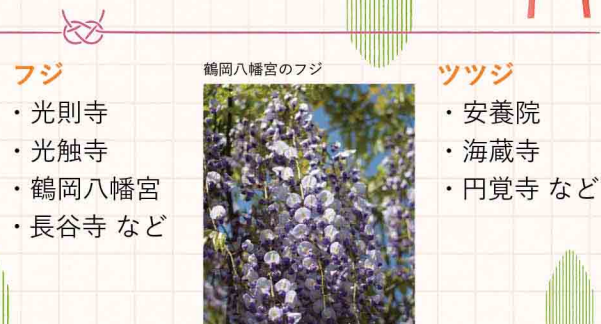 フジ
・光則寺
・光触寺
・鶴岡八幡宮
・長谷寺 など
鶴岡八幡宮のフジ
ツツジ
・安養院
・海蔵寺
・円覚寺 など